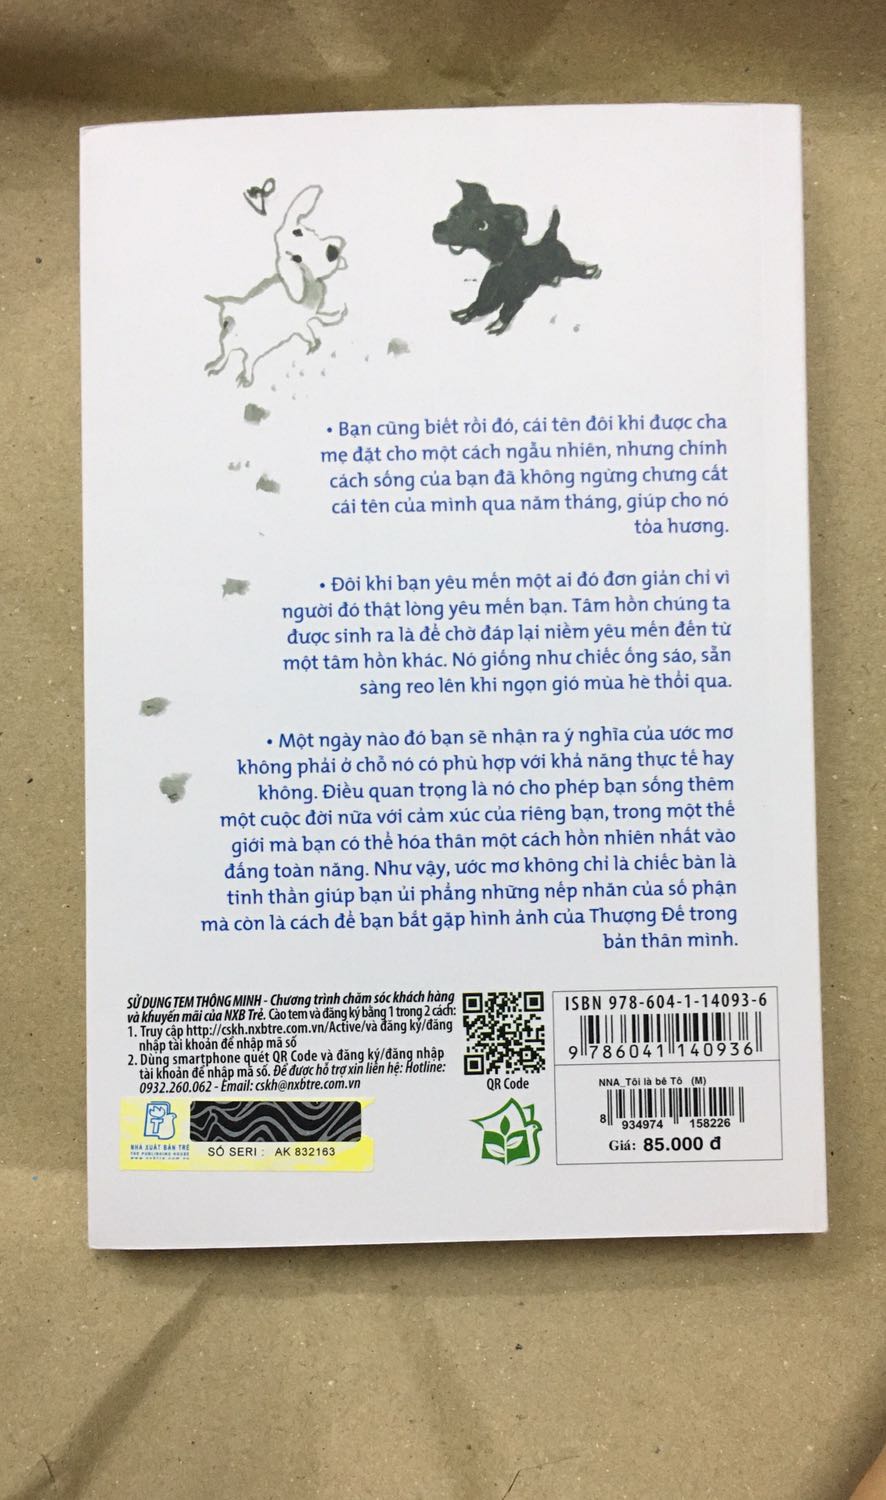 • Bạn cũng biết rồi đó, cái tên đôi khi được cha
mẹ đặt cho một cách ngẫu nhiên, nhưng chính
cách sống của bạn đã không ngừng chưng cất
cái tên của mình qua năm tháng, giúp cho nó
tỏa hương.
• Đôi khi bạn yêu mến một ai đó đơn giản chỉ vì
người đó thật lòng yêu mến bạn. Tâm hồn chúng ta
được sinh ra là để chờ đáp lại niềm yêu mến đến từ
một tâm hồn khác. Nó giống như chiếc ống sáo, sẵn
sàng reo lên khi ngọn gió mùa hè thổi qua.
• Một ngày nào đó bạn sẽ nhận ra ý nghĩa của ước mơ
không phải ở chỗ nó có phù hợp với khả năng thực tế hay
không. Điều quan trọng là nó cho phép bạn sống thêm
một cuộc đời nữa với cảm xúc của riêng bạn, trong một thế
giới mà bạn có thể hóa thân một cách hồn nhiên nhất vào
đấng toàn năng. Như vậy, ước mơ không chỉ là chiếc bàn là
tinh thần giúp bạn ủi phẳng những nếp nhăn của số phận
mà còn là cách để bạn bắt gặp hình ảnh của Thượng Đế trong
bản thân mình.
SỬ DỤNG TEM THÔNG MINH - Chương trình chăm sóc khách hàng
và khuyến mãi của NXB Trẻ. Cào tem và đăng ký bằng 1 trong 2 cách:
1. Truy cập http://cskh.nxbtre.com.vn/Active/và đăng ký/đăng
nhập tài khoản để nhập mã số
2. Dùng smartphone quét QR Code và đăng ký/đăng nhập
tài khoản để nhập mã số. Để được hỗ trợ xin liên hệ: Hotline:
0932.260.062 - Email: cskh@nxbtre.com.vn
QR Code
NHÀ XUẤT BẢN TRẺ
THE PUBLISHING HOUSE
SỐ SERI : AK 832163
ISBN 978-604-1-14093-6
9 786041 140936
NNA_Tôi là bê Tô (M)
8 934974 158226
Giá: 85.000 đ